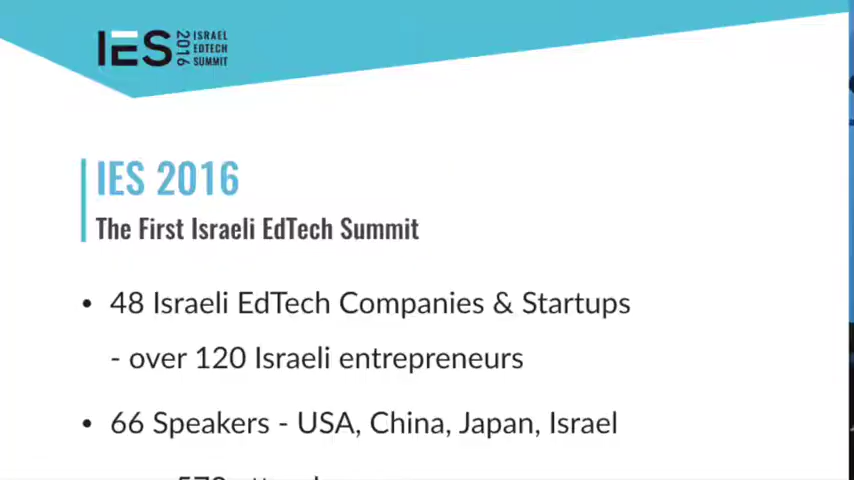 IES 2016 ISRAEL EDTECH SUMMIT
IES 2016
The First Israeli EdTech Summit
• 48 Israeli EdTech Companies & Startups
- over 120 Israeli entrepreneurs
• 66 Speakers - USA, China, Japan, Israel